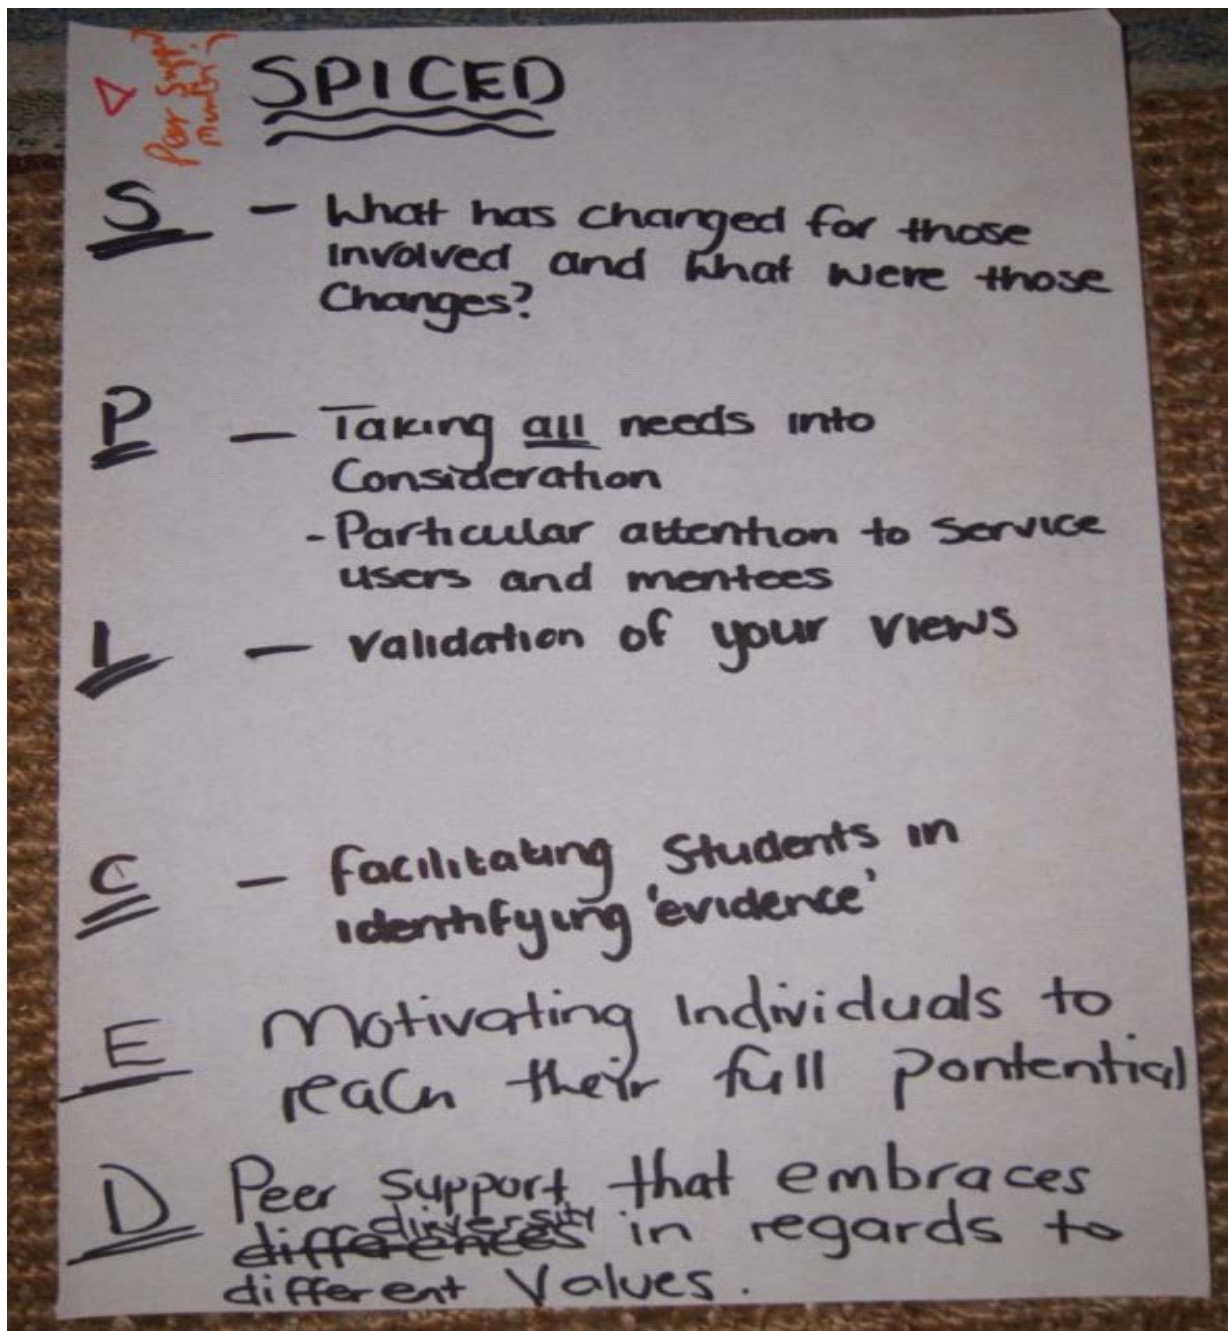 Peer Support
SPICED
S - What has changed for those
involved and what were those
Changes?
P - Taking all needs into
Consideration
- Particular attention to service
users and mentees
I - Validation of your views
C - facilitating Students in
identifying 'evidence'
E Motivating Individuals to
reach their full pontential
D Peer support that embraces
differences diversity in regards to
different Values.